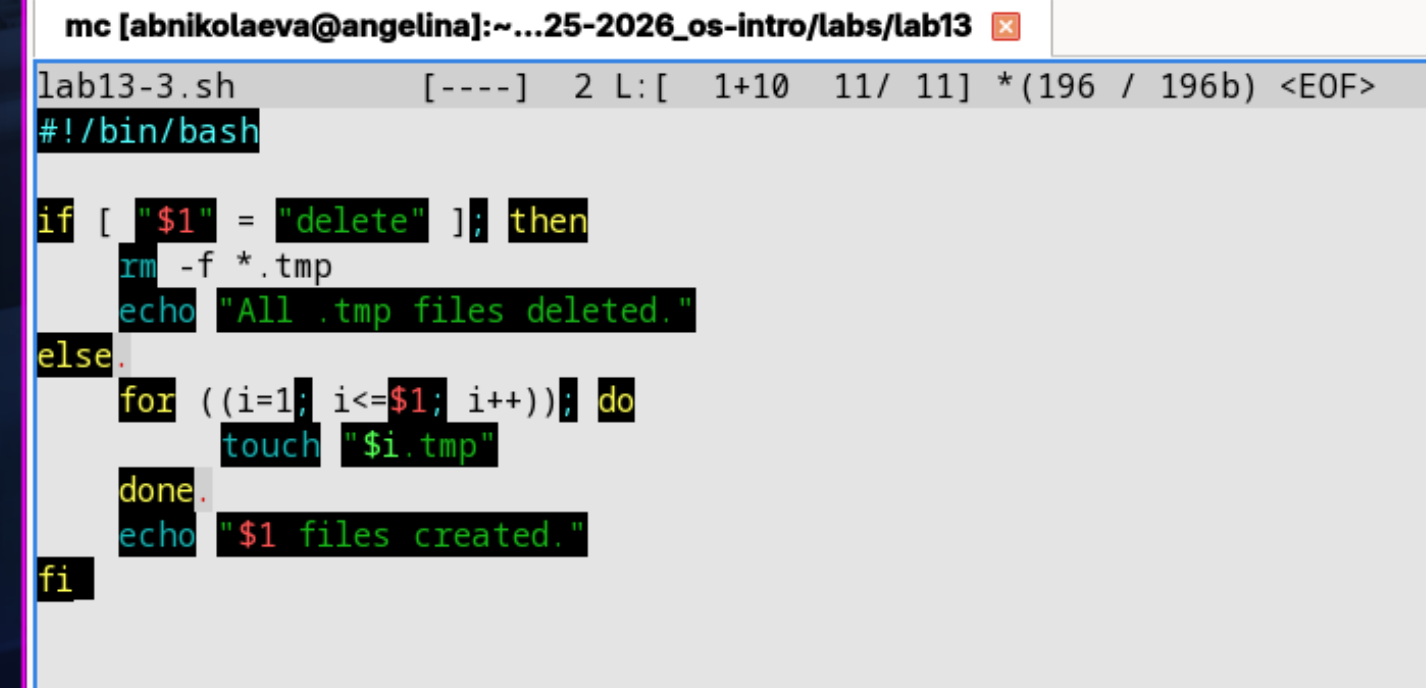 mc [abnikolaeva@angelina]:~...25-2026_os-intro/labs/lab13
lab13-3.sh [----] 2 L:[ 1+10 11/ 11] *(196 / 196b) <EOF>
#!/bin/bash
if [ "$1" = "delete" ]; then
rm -f *.tmp
echo "All .tmp files deleted."
else.
for ((i=1; i<=$1; i++)); do
touch "$i.tmp"
done.
echo "$1 files created."
fi